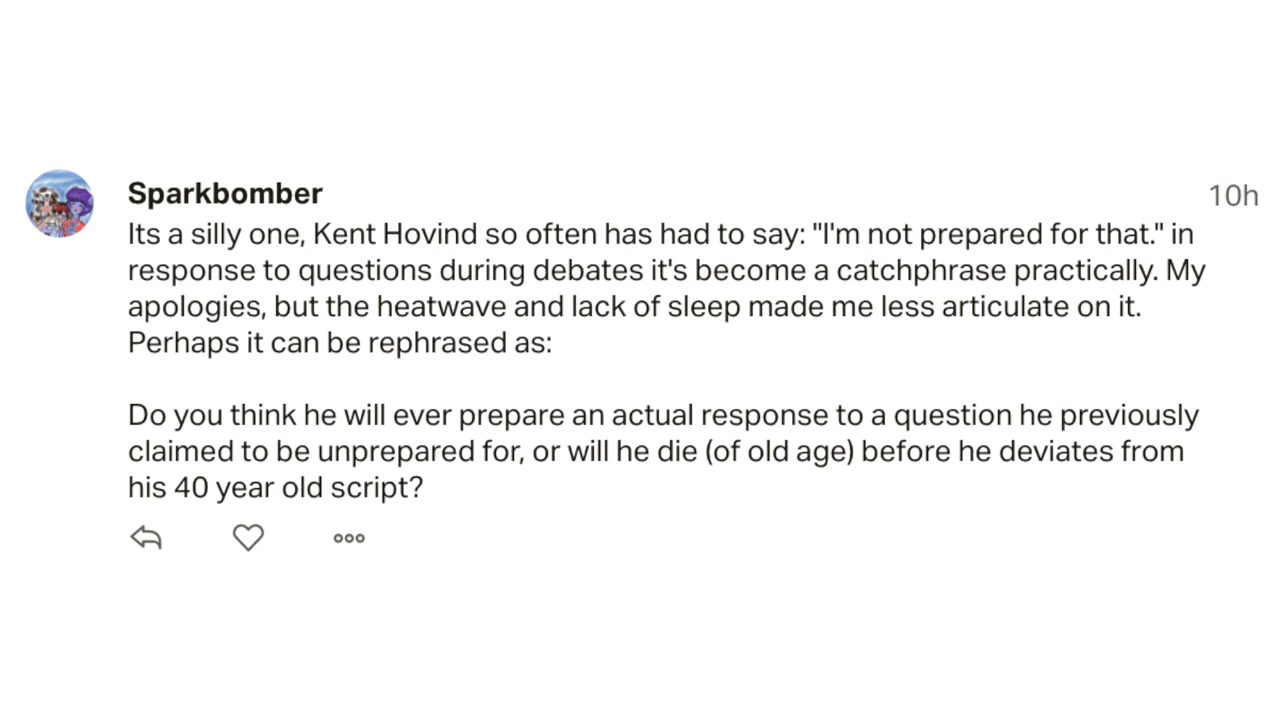 Sparkbomber
10h
Its a silly one, Kent Hovind so often has had to say: "I'm not prepared for that." in
response to questions during debates it's become a catchphrase practically. My
apologies, but the heatwave and lack of sleep made me less articulate on it.
Perhaps it can be rephrased as:
Do you think he will ever prepare an actual response to a question he previously
claimed to be unprepared for, or will he die (of old age) before he deviates from
his 40 year old script?